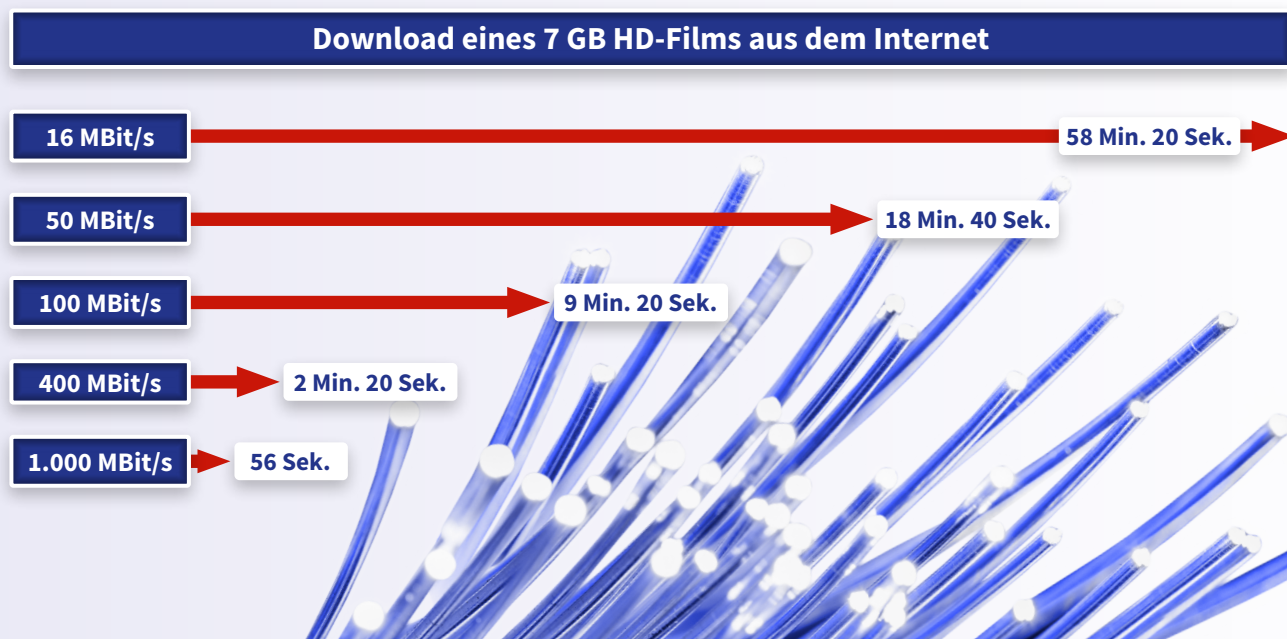 Download eines 7 GB HD-Films aus dem Internet
16 MBit/s 58 Min. 20 Sek.
50 MBit/s 18 Min. 40 Sek.
100 MBit/s 9 Min. 20 Sek.
400 MBit/s 2 Min. 20 Sek.
1.000 MBit/s 56 Sek.